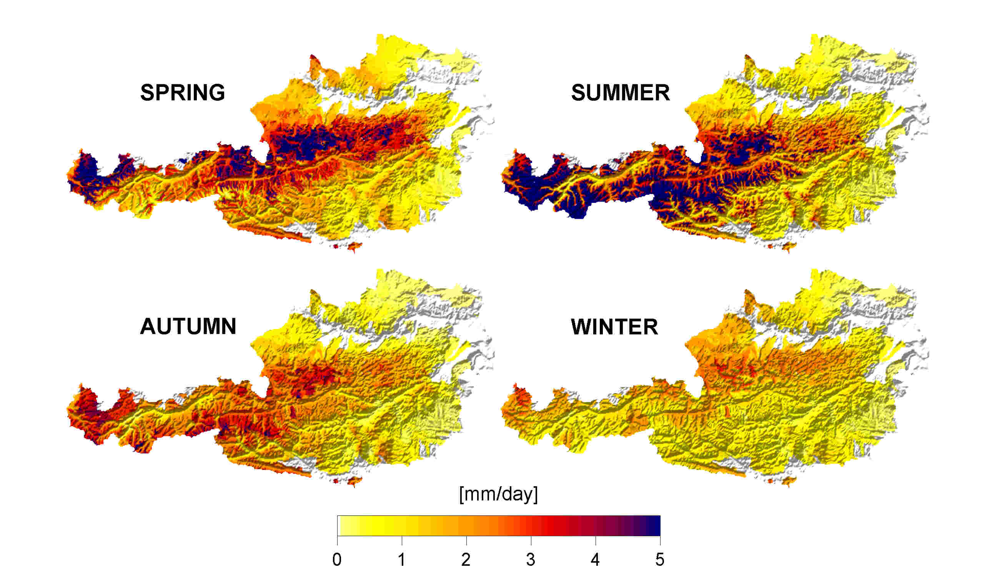 SPRING
SUMMER
AUTUMN
WINTER
[mm/day]
0 1 2 3 4 5